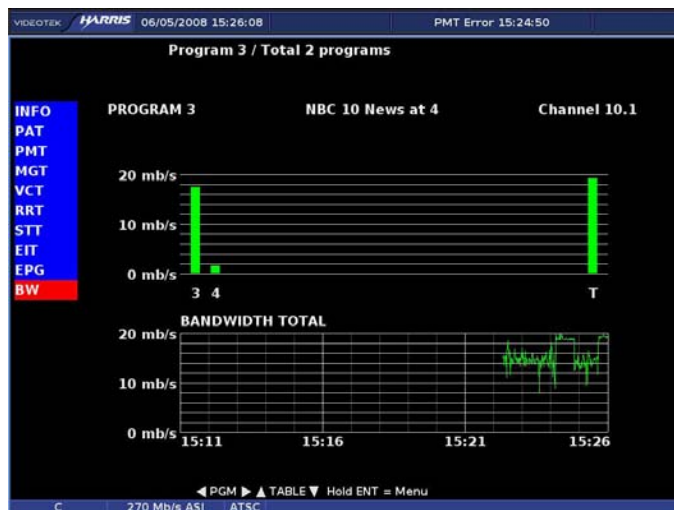 VIDEOTEK HARRIS 06/05/2008 15:26:08 PMT Error 15:24:50
Program 3 / Total 2 programs
INFO
PAT
PMT
MGT
VCT
RRT
STT
EIT
EPG
BW
PROGRAM 3 NBC 10 News at 4 Channel 10.1
20 mb/s
10 mb/s
0 mb/s
3 4 T
BANDWIDTH TOTAL
20 mb/s
10 mb/s
0 mb/s
15:11 15:16 15:21 15:26
◀ PGM ▶ ▲ TABLE ▼ Hold ENT = Menu
C 270 Mb/s ASI ATSC